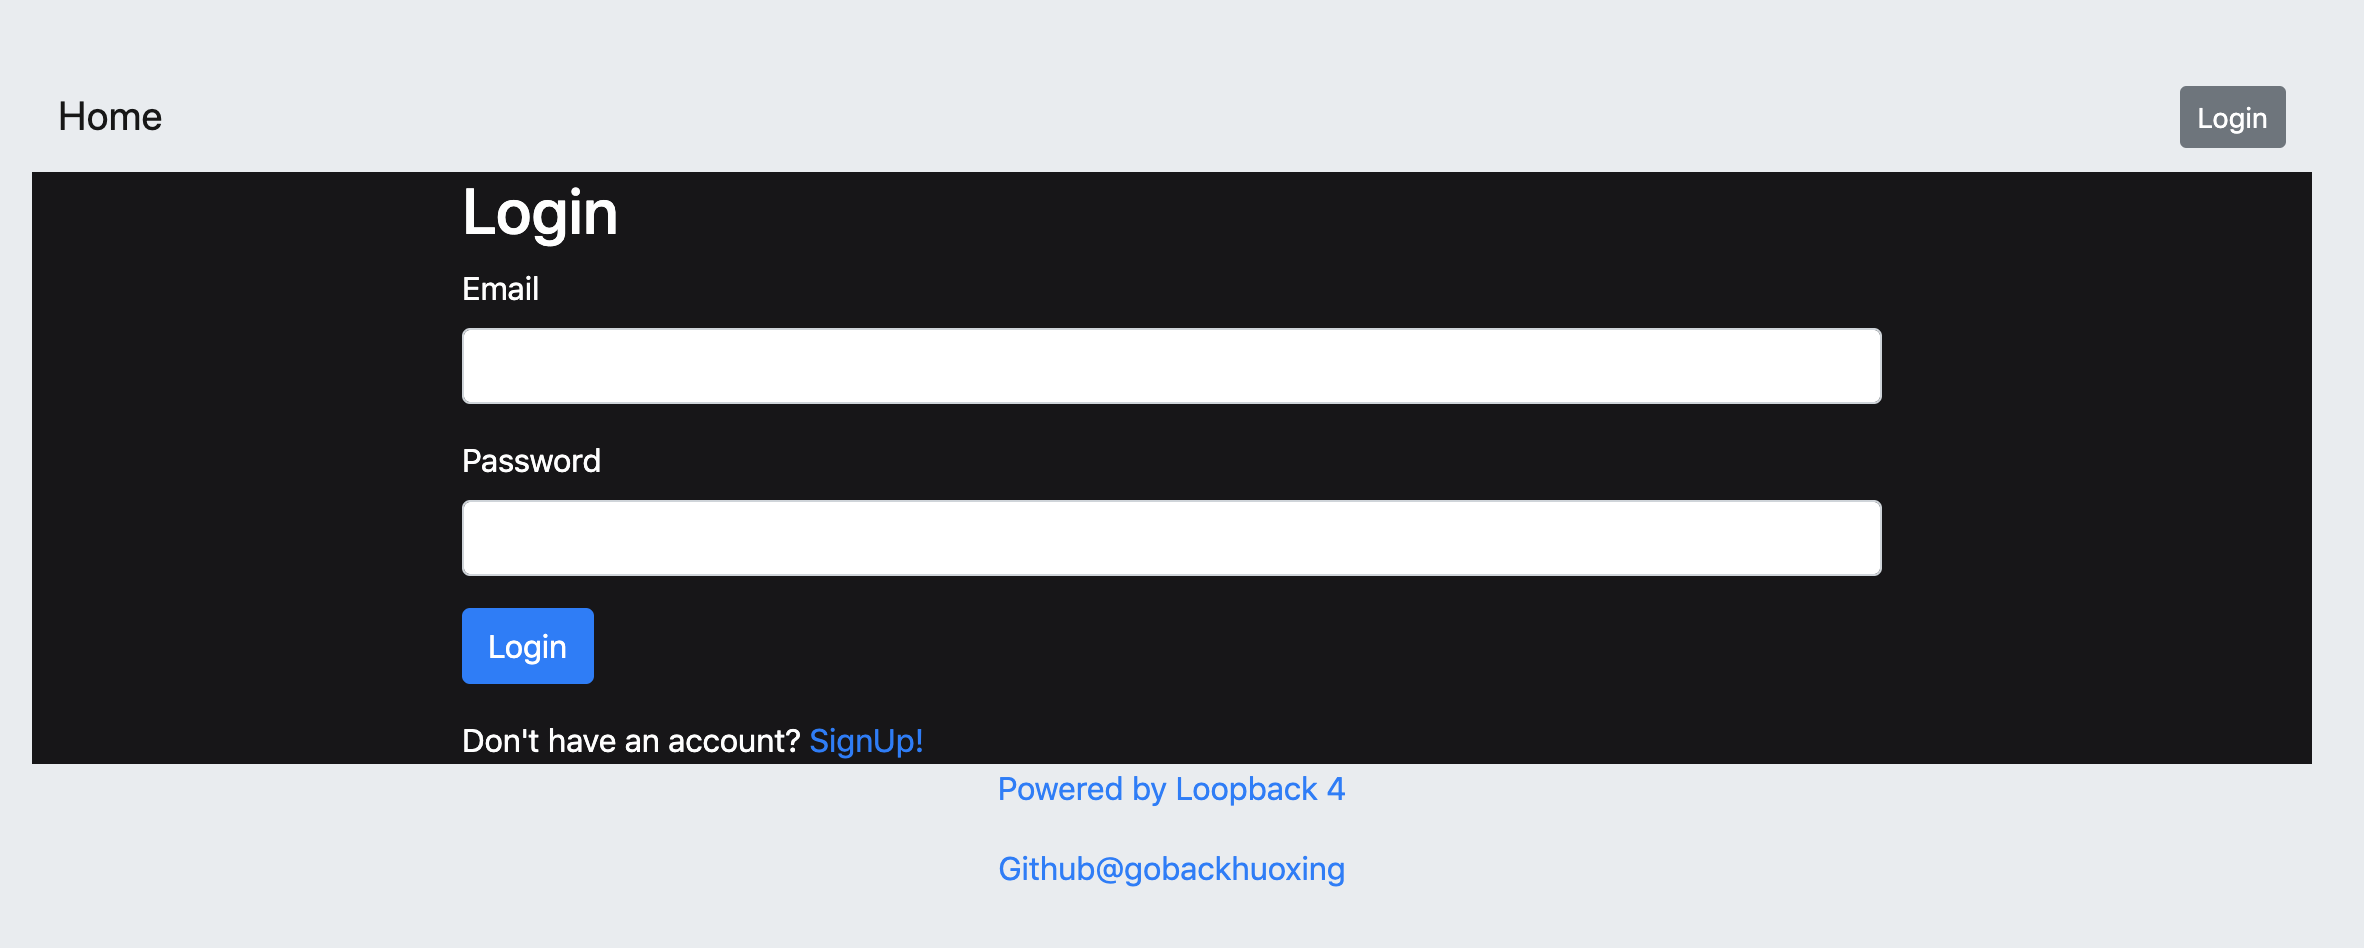 Home
Login
Login
Email
Password
Login
Don't have an account? SignUp!
Powered by Loopback 4
Github@gobackhuoxing